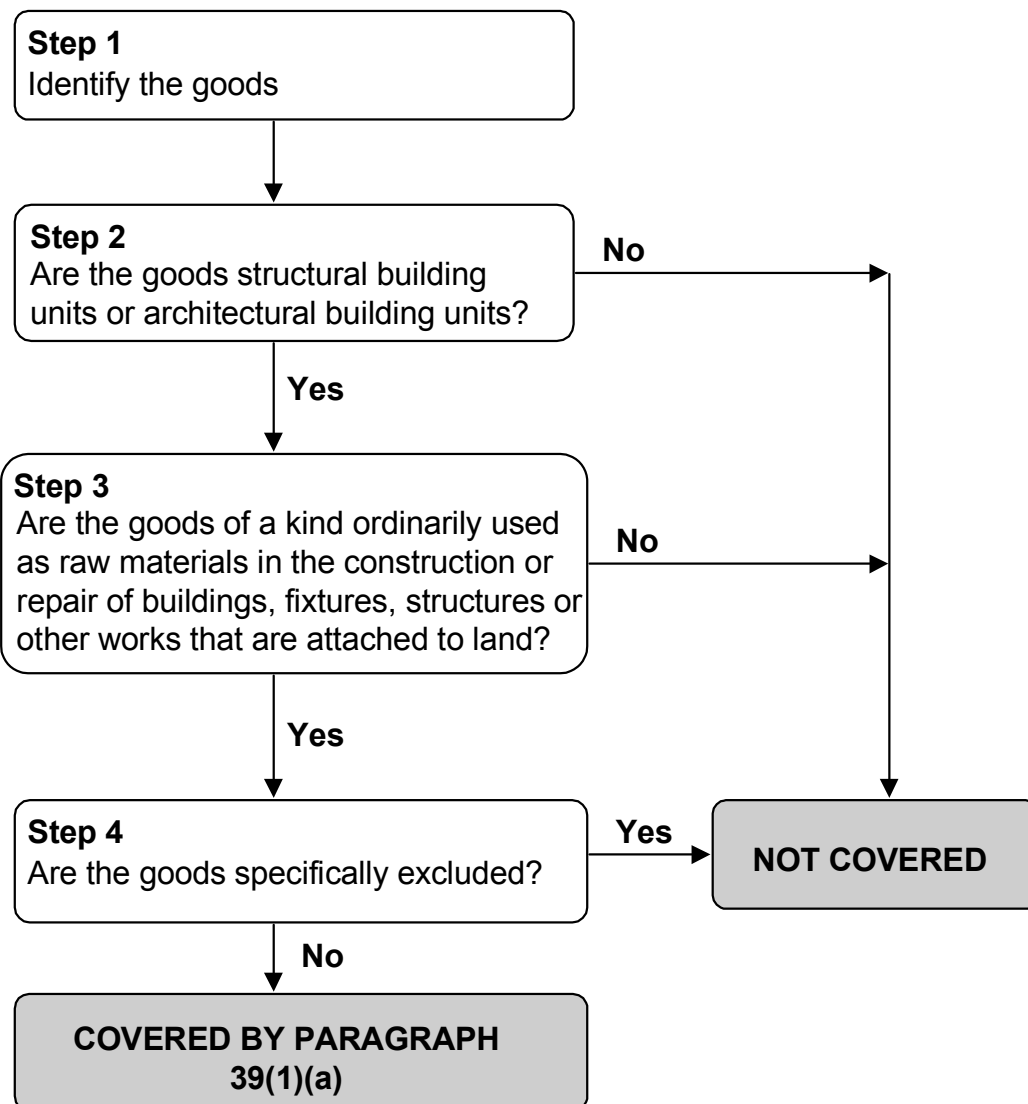 Step 1
Identify the goods
Step 2
Are the goods structural building
units or architectural building units?
No
Yes
Step 3
Are the goods of a kind ordinarily used
as raw materials in the construction or
repair of buildings, fixtures, structures or
other works that are attached to land?
No
Yes
Step 4
Are the goods specifically excluded?
Yes
NOT COVERED
No
COVERED BY PARAGRAPH
39(1)(a)